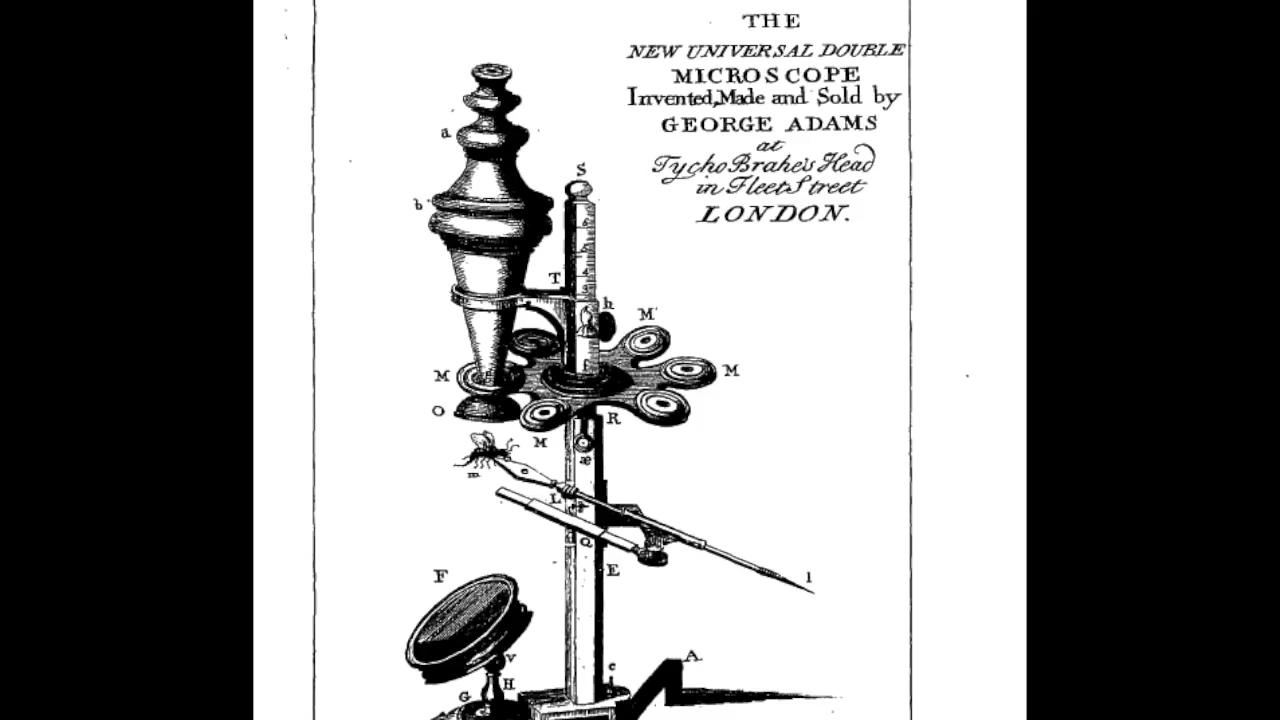 THE
NEW UNIVERSAL DOUBLE
MICROSCOPE
Invented, Made and Sold by
GEORGE ADAMS
at
Tycho Brahe's Head
in Fleet Street
LONDON.
a
S
b
T
h
M
M
M
O
R
M
æ
m
e
L
Q
E
F
l
v
H
G
c
A